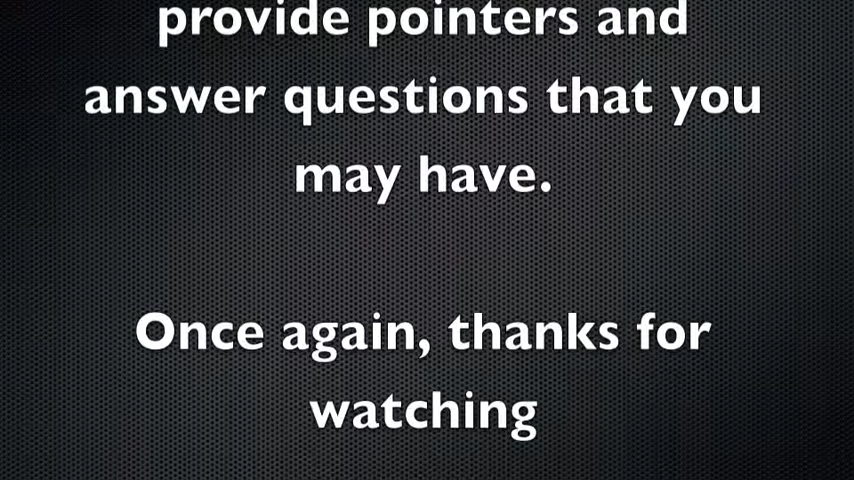 provide pointers and
answer questions that you
may have.
Once again, thanks for
watching